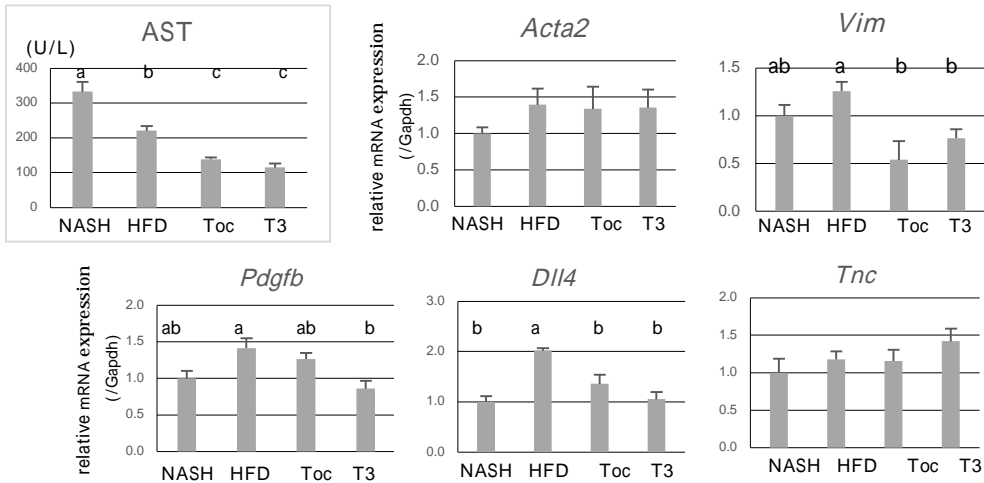 AST
(U/L)
400
300
200
100
0
a b c c
NASH HFD Toc T3
Acta2
relative mRNA expression
(/Gapdh)
2.0
1.5
1.0
0.5
0.0
NASH HFD Toc T3
Vim
1.5
1.0
0.5
0.0
ab a b b
NASH HFD Toc T3
Pdgfb
relative mRNA expression
(/Gapdh)
2.0
1.5
1.0
0.5
0.0
ab a ab b
NASH HFD Toc T3
Dll4
3.0
2.0
1.0
0.0
b a b b
NASH HFD Toc T3
Tnc
2.0
1.5
1.0
0.5
0.0
NASH HFD Toc T3